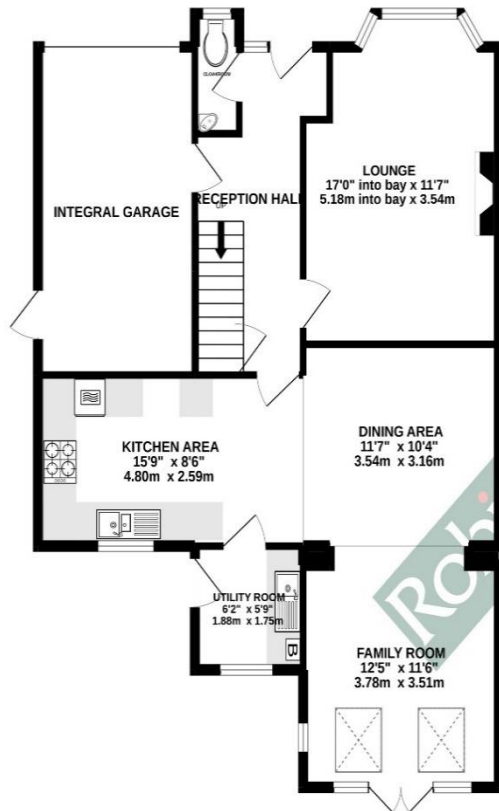 CLOAKROOM
LOUNGE
17'0" into bay x 11'7"
5.18m into bay x 3.54m
INTEGRAL GARAGE
RECEPTION HALL
UP
KITCHEN AREA
15'9" x 8'6"
4.80m x 2.59m
DINING AREA
11'7" x 10'4"
3.54m x 3.16m
UTILITY ROOM
6'2" x 5'9"
1.88m x 1.75m
B
FAMILY ROOM
12'5" x 11'6"
3.78m x 3.51m
Robi